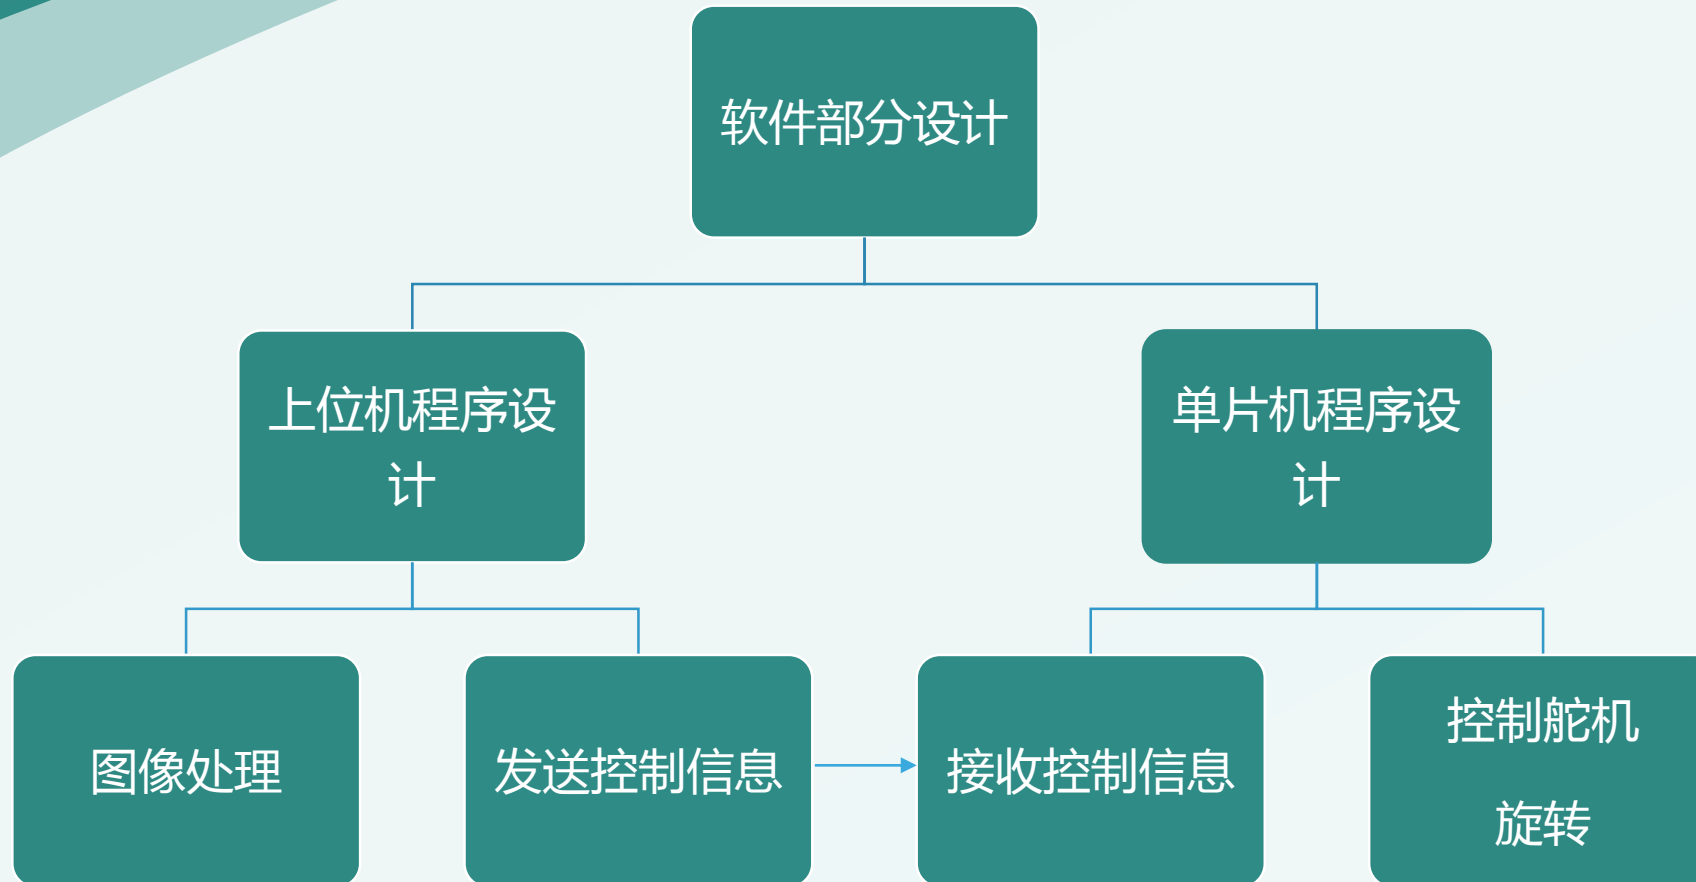 软件部分设计
上位机程序设
计
单片机程序设
计
图像处理
发送控制信息
接收控制信息
控制舵机
旋转